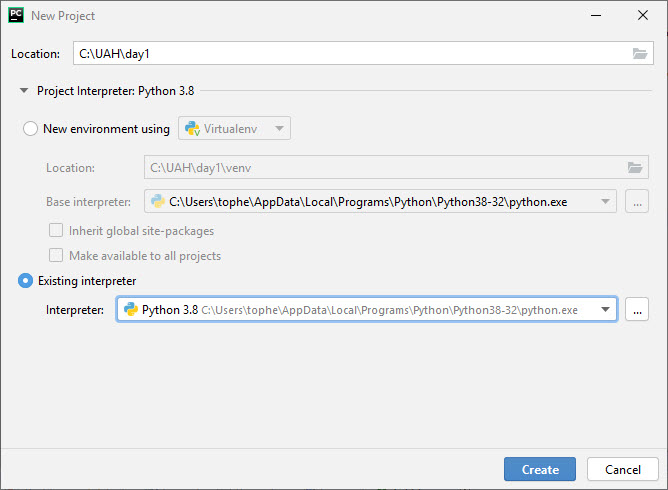 PC New Project
Location: C:\UAH\day1
Project Interpreter: Python 3.8
New environment using Virtualenv
Location: C:\UAH\day1\venv
Base interpreter: C:\Users\tophe\AppData\Local\Programs\Python\Python38-32\python.exe ...
Inherit global site-packages
Make available to all projects
Existing interpreter
Interpreter: Python 3.8 C:\Users\tophe\AppData\Local\Programs\Python\Python38-32\python.exe ...
Create Cancel